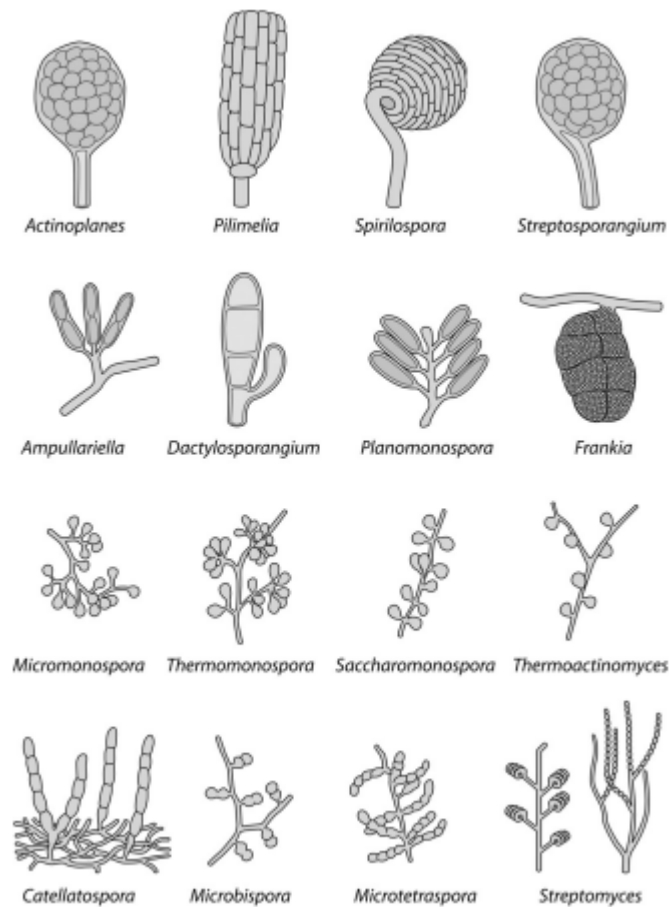 Actinoplanes Pilimelia Spirilospora Streptosporangium
Ampullariella Dactylosporangium Planomonospora Frankia
Micromonospora Thermomonospora Saccharomonospora Thermoactinomyces
Catellatospora Microbispora Microtetraspora Streptomyces